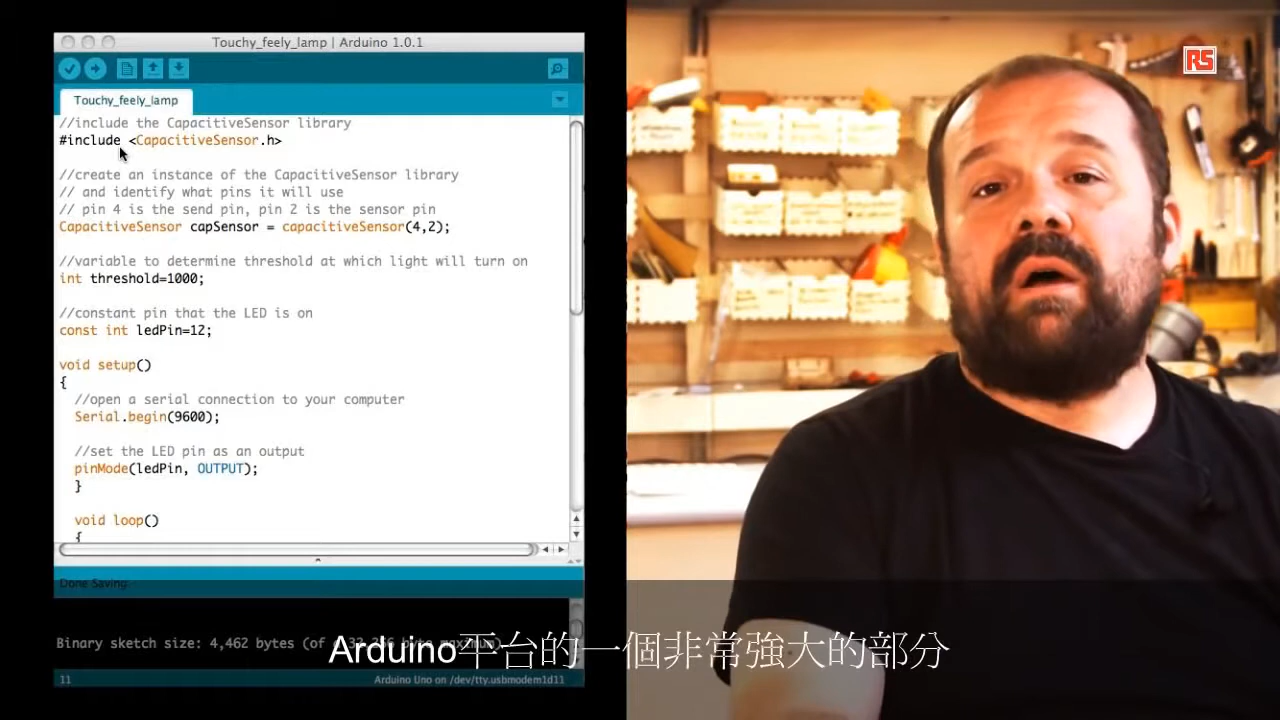 Touchy_feely_lamp | Arduino 1.0.1
RS
Touchy_feely_lamp
//include the CapacitiveSensor library
#include <CapacitiveSensor.h>
//create an instance of the CapacitiveSensor library
// and identify what pins it will use
// pin 4 is the send pin, pin 2 is the sensor pin
CapacitiveSensor capSensor = capacitiveSensor(4,2);
//variable to determine threshold at which light will turn on
int threshold=1000;
//constant pin that the LED is on
const int ledPin=12;
void setup()
{
//open a serial connection to your computer
Serial.begin(9600);
//set the LED pin as an output
pinMode(ledPin, OUTPUT);
}
void loop()
{
Done Saving.
Binary sketch size: 4,462 bytes (of
Arduino平台的一個非常強大的部分
11
Arduino Uno on /dev/tty.usbmodem1d11